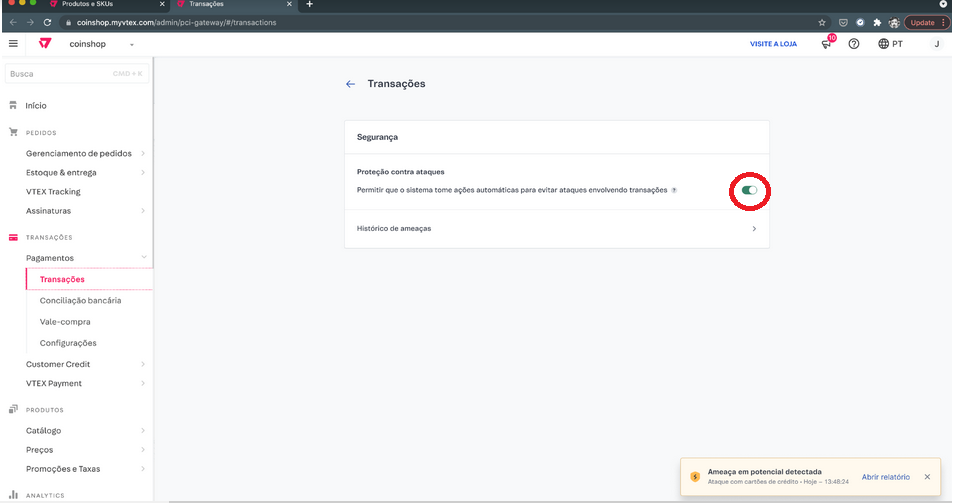 Produtos e SKUs
Transações
coinshop.myvtex.com/admin/pci-gateway/#/transactions
Update
coinshop
VISITE A LOJA
10
PT
J
Busca
CMD + K
Início
PEDIDOS
Gerenciamento de pedidos
Estoque & entrega
VTEX Tracking
Assinaturas
TRANSAÇÕES
Pagamentos
Transações
Conciliação bancária
Vale-compra
Configurações
Customer Credit
VTEX Payment
PRODUTOS
Catálogo
Preços
Promoções e Taxas
ANALYTICS
Transações
Segurança
Proteção contra ataques
Permitir que o sistema tome ações automáticas para evitar ataques envolvendo transações
Histórico de ameaças
Ameaça em potencial detectada
Ataque com cartões de crédito • Hoje – 13:48:24
Abrir relatório